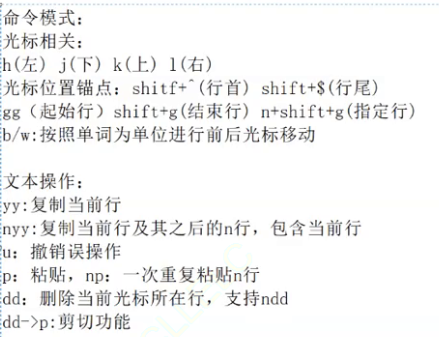 命令模式：
光标相关：
h(左) j(下) k(上) l(右)
光标位置锚点：shitf+^(行首) shift+$(行尾)
gg（起始行）shift+g(结束行) n+shift+g(指定行)
b/w:按照单词为单位进行前后光标移动
文本操作：
yy:复制当前行
nyy:复制当前行及其之后的n行，包含当前行
u：撤销误操作
p：粘贴，np：一次重复粘贴n行
dd：删除当前光标所在行，支持ndd
dd->p:剪切功能